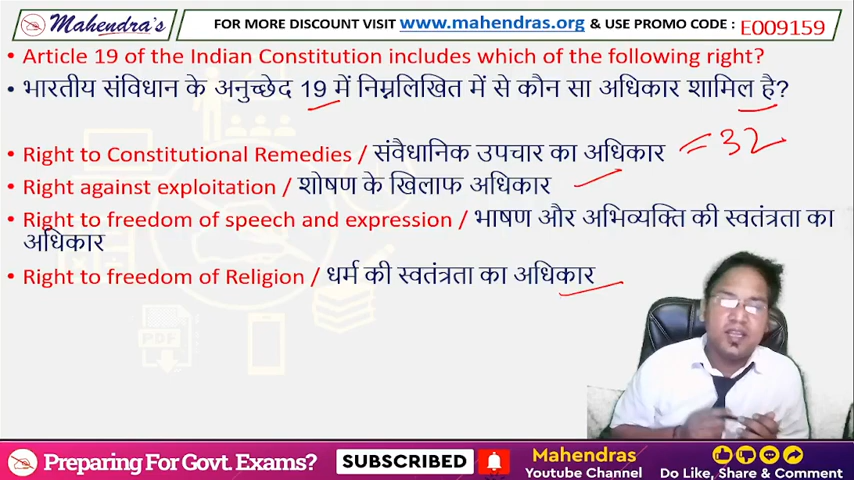 Mahendra's
FOR MORE DISCOUNT VISIT www.mahendras.org & USE PROMO CODE : E009159
• Article 19 of the Indian Constitution includes which of the following right?
• भारतीय संविधान के अनुच्छेद 19 में निम्नलिखित में से कौन सा अधिकार शामिल है?
• Right to Constitutional Remedies / संवैधानिक उपचार का अधिकार = 32
• Right against exploitation / शोषण के खिलाफ अधिकार
• Right to freedom of speech and expression / भाषण और अभिव्यक्ति की स्वतंत्रता का
अधिकार
• Right to freedom of Religion / धर्म की स्वतंत्रता का अधिकार
PDF
Preparing For Govt. Exams? SUBSCRIBED
Mahendras
Youtube Channel
Do Like, Share & Comment